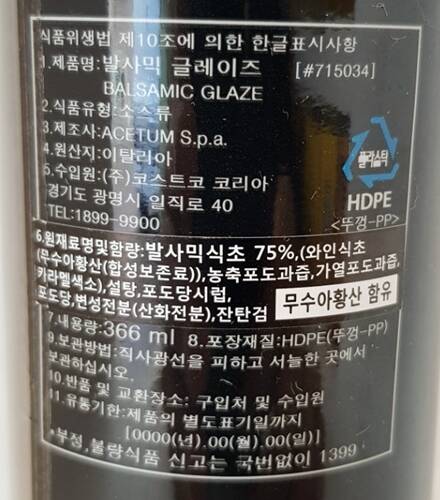 식품위생법 제10조에 의한 한글표시사항
1.제품명:발사믹 글레이즈 [#715034]
BALSAMIC GLAZE
2.식품유형:소스류
3.제조사:ACETUM S.p.a.
4.원산지:이탈리아
5.수입원:(주)코스트코 코리아
경기도 광명시 일직로 40
TEL:1899-9900
플라스틱
HDPE
<뚜껑-PP>
6.원재료명및함량:발사믹식초 75%,(와인식초
(무수아황산(합성보존료)),농축포도과즙,가열포도과즙,
카라멜색소),설탕,포도당시럽,
포도당,변성전분(산화전분),잔탄검
무수아황산 함유
7.내용량:366 ml 8.포장재질:HDPE(뚜껑-PP)
9.보관방법:직사광선을 피하고 서늘한 곳에서
보관하십시오.
10.반품 및 교환장소: 구입처 및 수입원
11.유통기한:제품의 별도표기일까지
[0000(년).00(월).00(일)]
*부정,불량식품 신고는 국번없이 1399